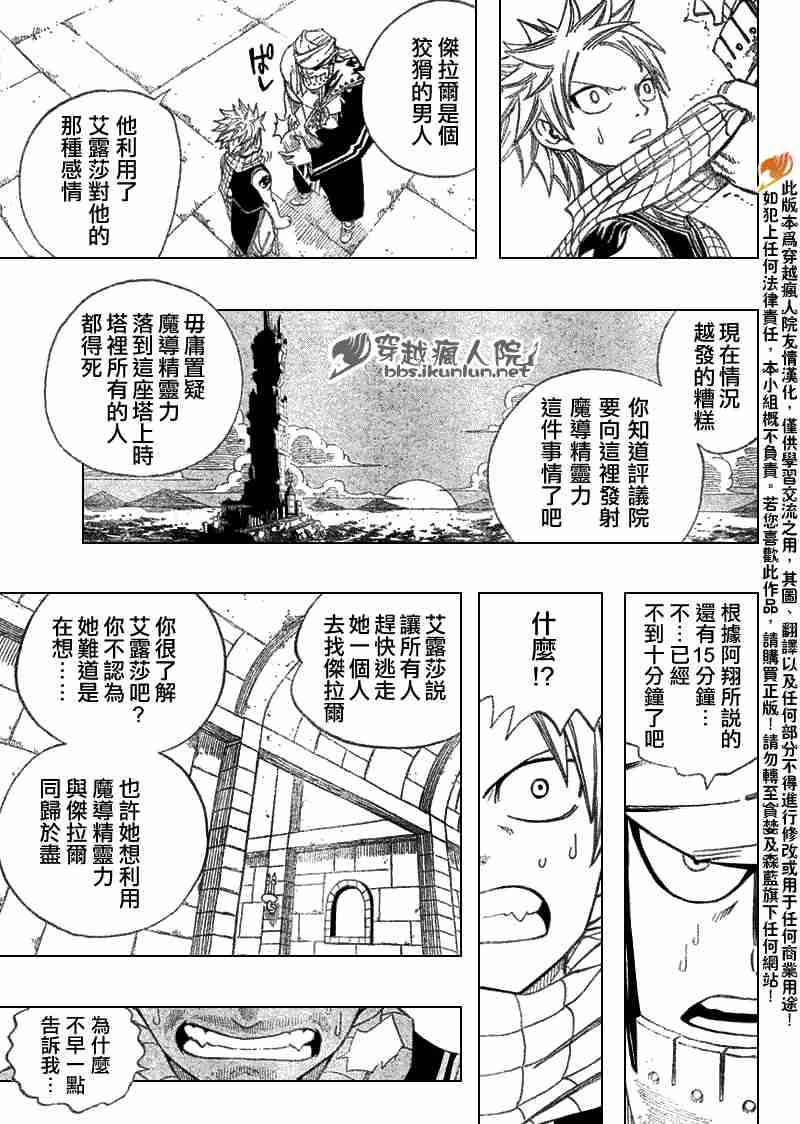 傑拉爾是個
狡猾的男人
ぱし
他利用了
艾露莎對他的
那種感情
現在情況
越發的糟糕
你知道評議院
要向這裡發射
魔導精靈力
這件事情了吧
毋庸置疑
魔導精靈力
落到這座塔上時
塔裡所有的人
都得死
穿越瘋人院
bbs.ikunlun.net
根據阿翔所說的
還有15分鐘…
不…已經
不到十分鐘了吧
什麼!?
艾露莎說
讓所有人
趕快逃走
她一個人
去找傑拉爾
你很了解
艾露莎吧?
你不認為
她難道是
在想……
也許她想利用
魔導精靈力
與傑拉爾
同歸於盡
為什麼
不早一點
告訴我…
此版本爲穿越瘋人院友情漢化，僅供學習交流之用，其圖、翻譯以及任何部分不得進行修改或用于任何商業用途！
如犯上任何法律責任，本小組概不負責。若您喜歡此作品，請購買正版！請勿轉至貪婪及森藍旗下任何網站！